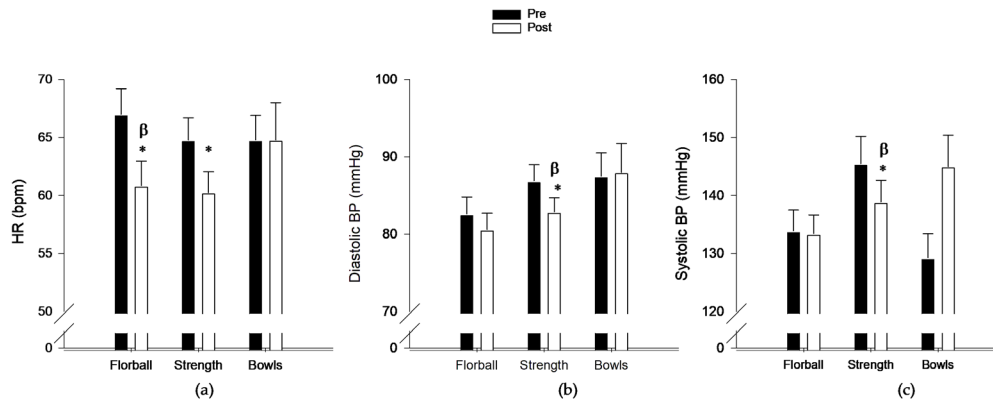 Pre
Post
HR (bpm)
70
65
60
55
50
0
β
*
*
Florball Strength Bowls
(a)
Diastolic BP (mmHg)
100
90
80
70
0
β
*
Florball Strength Bowls
(b)
Systolic BP (mmHg)
160
150
140
130
120
0
β
*
Florball Strength Bowls
(c)